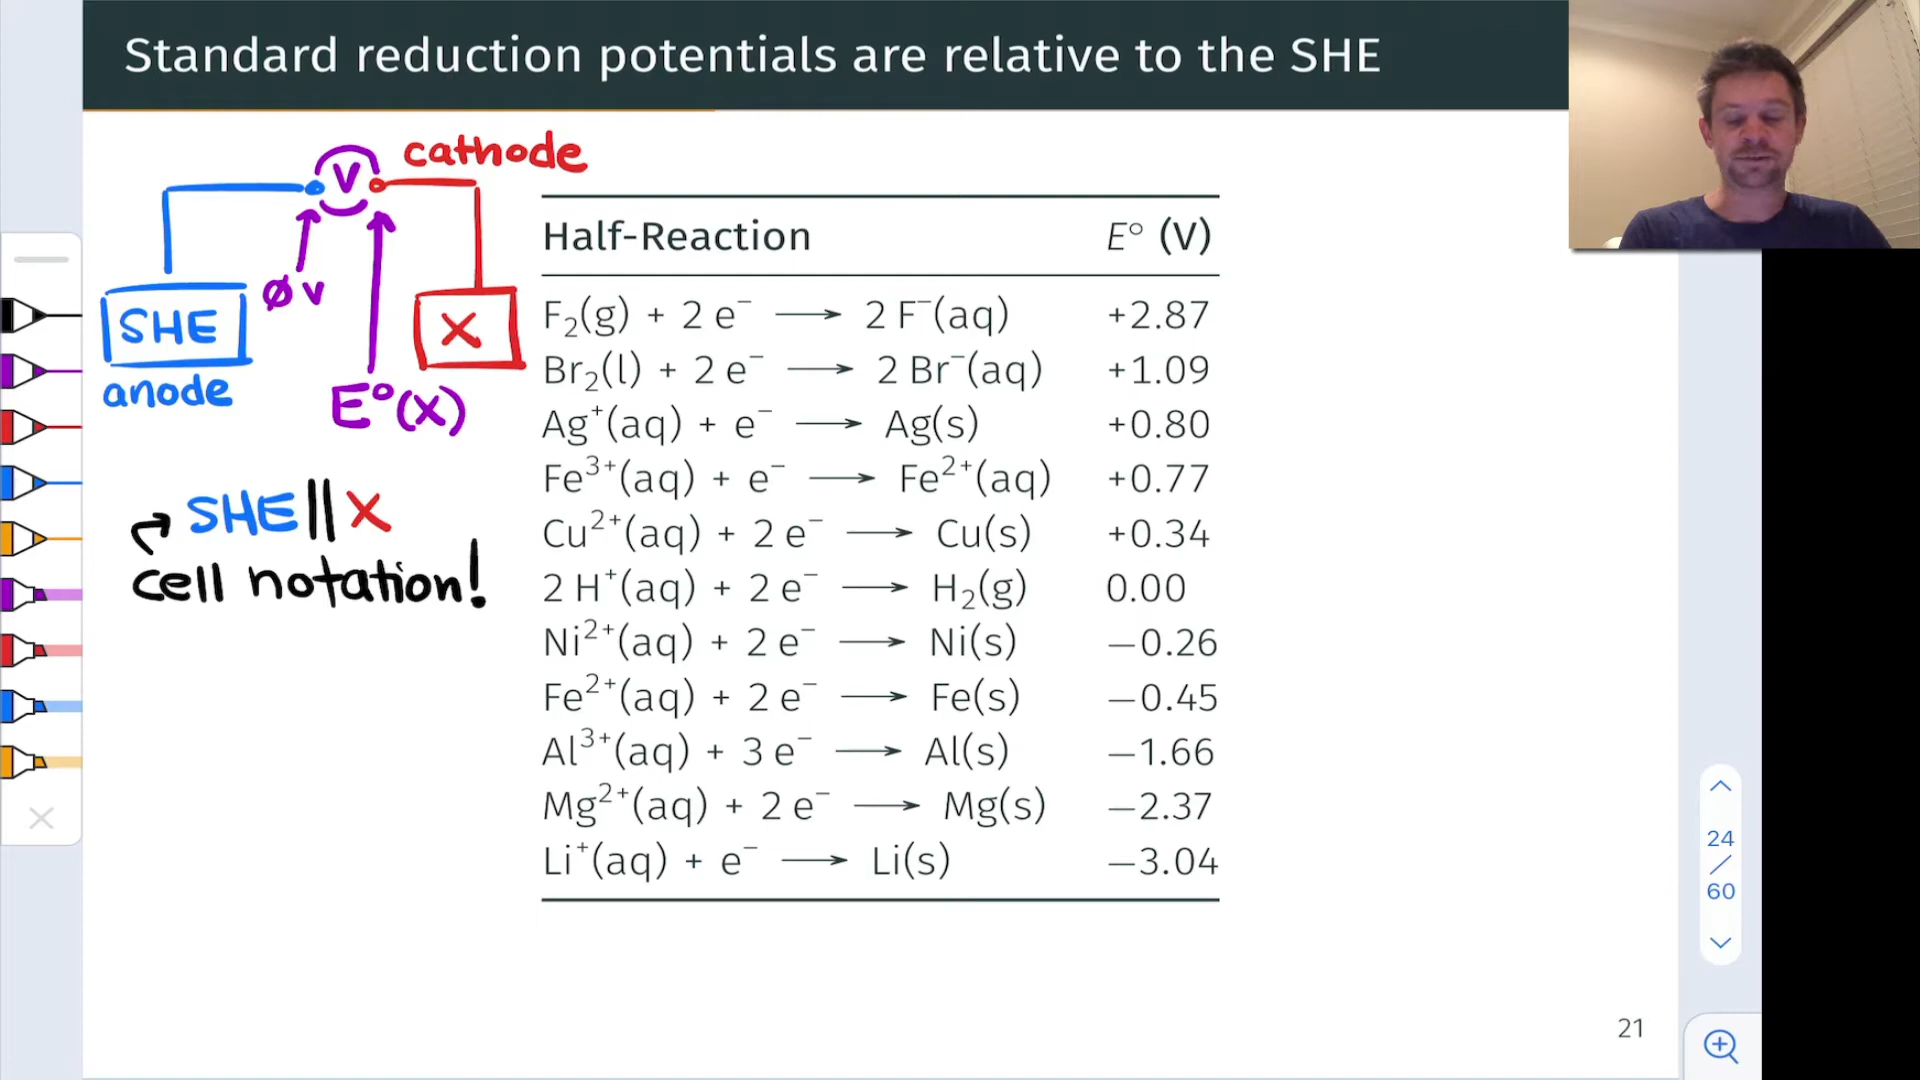 Standard reduction potentials are relative to the SHE
cathode
V
SHE
ø v
X
anode
E°(X)
SHE||X
cell notation!
Half-Reaction E° (V)
F₂(g) + 2 e⁻ ⟶ 2 F⁻(aq) +2.87
Br₂(l) + 2 e⁻ ⟶ 2 Br⁻(aq) +1.09
Ag⁺(aq) + e⁻ ⟶ Ag(s) +0.80
Fe³⁺(aq) + e⁻ ⟶ Fe²⁺(aq) +0.77
Cu²⁺(aq) + 2 e⁻ ⟶ Cu(s) +0.34
2 H⁺(aq) + 2 e⁻ ⟶ H₂(g) 0.00
Ni²⁺(aq) + 2 e⁻ ⟶ Ni(s) −0.26
Fe²⁺(aq) + 2 e⁻ ⟶ Fe(s) −0.45
Al³⁺(aq) + 3 e⁻ ⟶ Al(s) −1.66
Mg²⁺(aq) + 2 e⁻ ⟶ Mg(s) −2.37
Li⁺(aq) + e⁻ ⟶ Li(s) −3.04
24
/
60
21